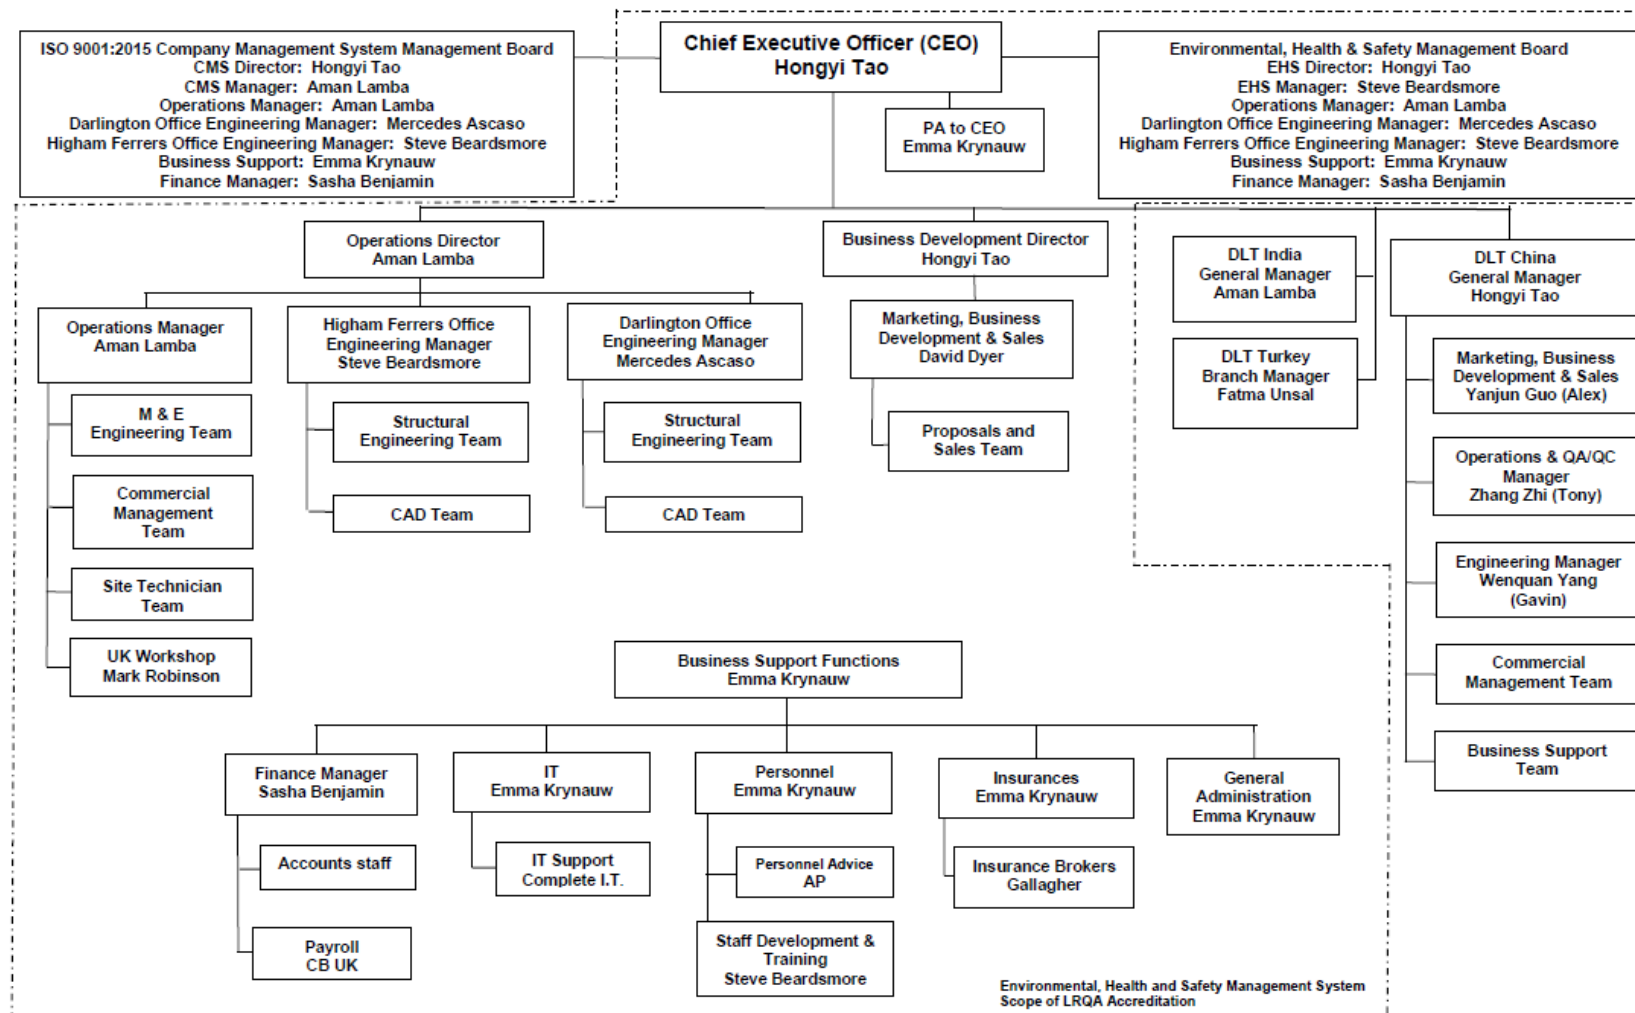 ISO 9001:2015 Company Management System Management Board
CMS Director: Hongyi Tao
CMS Manager: Aman Lamba
Operations Manager: Aman Lamba
Darlington Office Engineering Manager: Mercedes Ascaso
Higham Ferrers Office Engineering Manager: Steve Beardsmore
Business Support: Emma Krynauw
Finance Manager: Sasha Benjamin
Chief Executive Officer (CEO)
Hongyi Tao
PA to CEO
Emma Krynauw
Environmental, Health & Safety Management Board
EHS Director: Hongyi Tao
EHS Manager: Steve Beardsmore
Operations Manager: Aman Lamba
Darlington Office Engineering Manager: Mercedes Ascaso
Higham Ferrers Office Engineering Manager: Steve Beardsmore
Business Support: Emma Krynauw
Finance Manager: Sasha Benjamin
Operations Director
Aman Lamba
Business Development Director
Hongyi Tao
DLT India
General Manager
Aman Lamba
DLT China
General Manager
Hongyi Tao
Operations Manager
Aman Lamba
Higham Ferrers Office
Engineering Manager
Steve Beardsmore
Darlington Office
Engineering Manager
Mercedes Ascaso
Marketing, Business
Development & Sales
David Dyer
DLT Turkey
Branch Manager
Fatma Unsal
Marketing, Business
Development & Sales
Yanjun Guo (Alex)
M & E
Engineering Team
Structural
Engineering Team
Structural
Engineering Team
Proposals and
Sales Team
Operations & QA/QC
Manager
Zhang Zhi (Tony)
Commercial
Management
Team
CAD Team
CAD Team
Engineering Manager
Wenquan Yang
(Gavin)
Site Technician
Team
UK Workshop
Mark Robinson
Business Support Functions
Emma Krynauw
Commercial
Management Team
Business Support
Team
Finance Manager
Sasha Benjamin
IT
Emma Krynauw
Personnel
Emma Krynauw
Insurances
Emma Krynauw
General
Administration
Emma Krynauw
Accounts staff
IT Support
Complete I.T.
Personnel Advice
AP
Insurance Brokers
Gallagher
Payroll
CB UK
Staff Development &
Training
Steve Beardsmore
Environmental, Health and Safety Management System
Scope of LRQA Accreditation